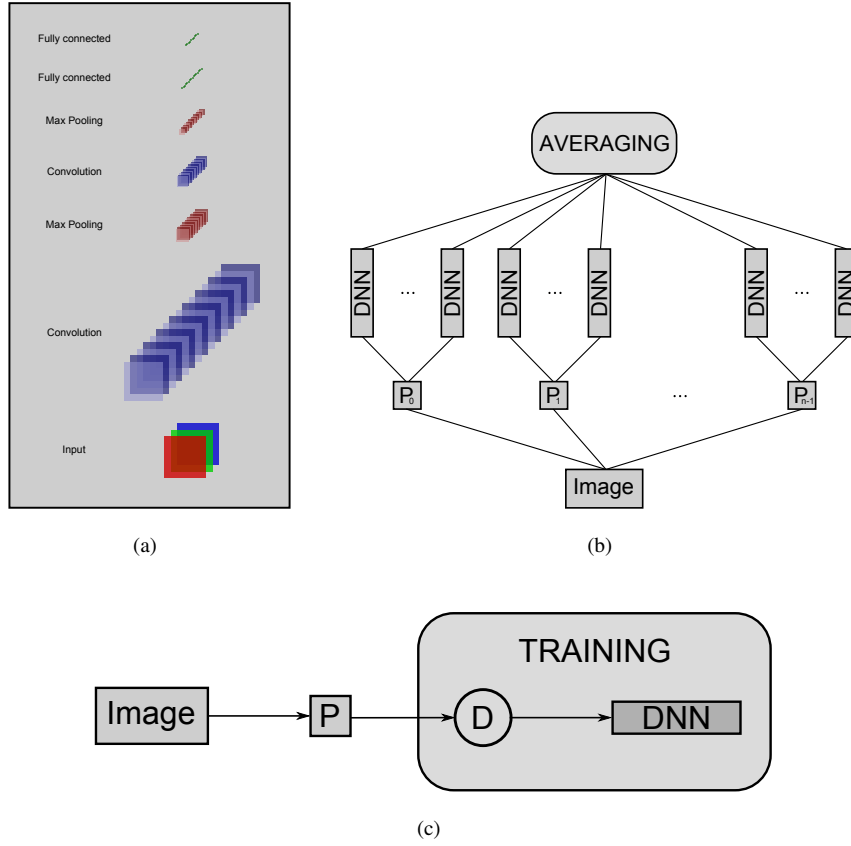 Fully connected
Fully connected
Max Pooling
Convolution
Max Pooling
Convolution
Input
(a)
AVERAGING
DNN ... DNN DNN ... DNN DNN ... DNN
P0 P1 ... Pn-1
Image
(b)
TRAINING
Image P D DNN
(c)